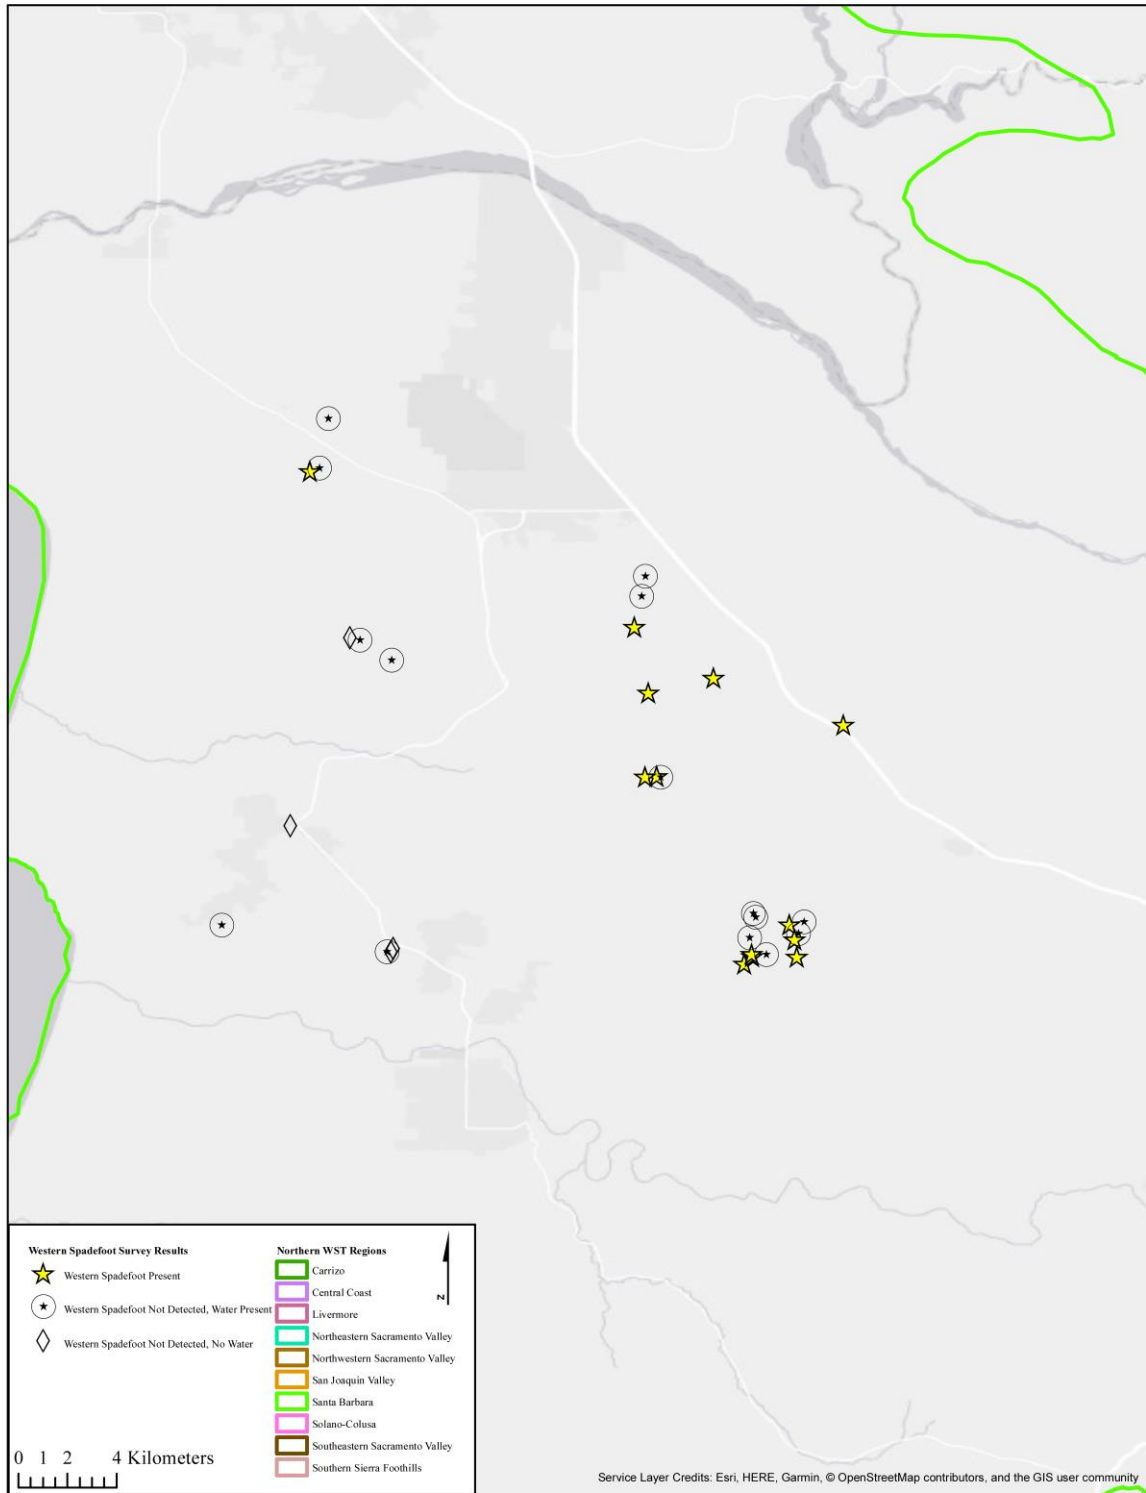 Western Spadefoot Survey Results
Western Spadefoot Present
Western Spadefoot Not Detected, Water Present
Western Spadefoot Not Detected, No Water
Northern WST Regions
Carrizo
Central Coast
Livermore
Northeastern Sacramento Valley
Northwestern Sacramento Valley
San Joaquin Valley
Santa Barbara
Solano-Colusa
Southeastern Sacramento Valley
Southern Sierra Foothills
N
0 1 2 4 Kilometers
Service Layer Credits: Esri, HERE, Garmin, © OpenStreetMap contributors, and the GIS user community